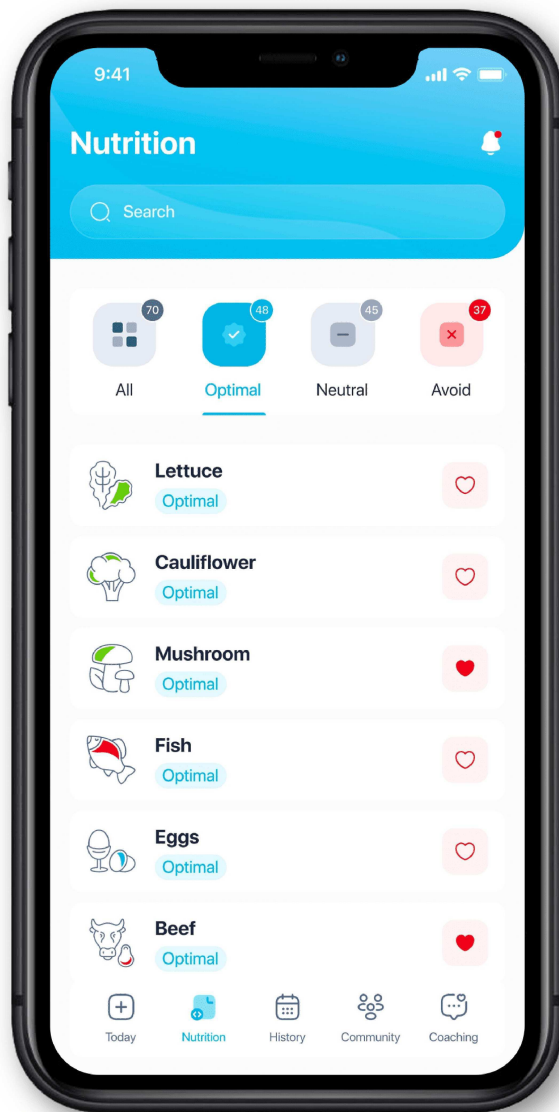 9:41
Nutrition
Search
70
48
45
37
All
Optimal
Neutral
Avoid
Lettuce
Optimal
Cauliflower
Optimal
Mushroom
Optimal
Fish
Optimal
Eggs
Optimal
Beef
Optimal
Today
Nutrition
History
Community
Coaching